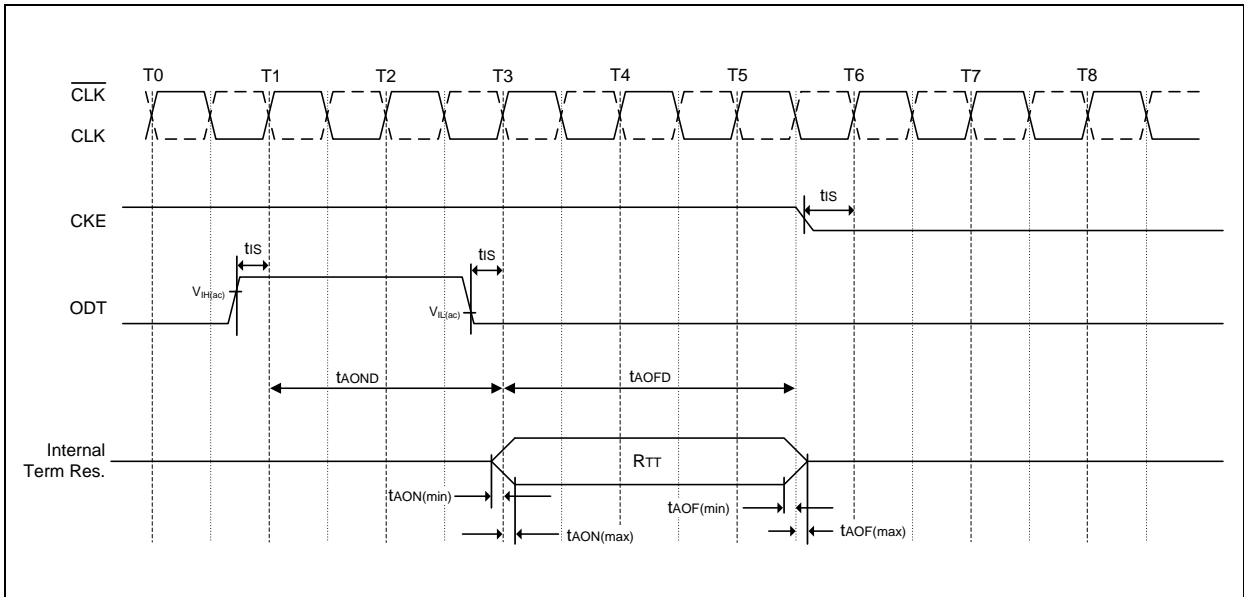 T0 T1 T2 T3 T4 T5 T6 T7 T8
CLK
CLK
tIS
CKE
tIS
tIS
VIH(ac)
VIL(ac)
ODT
tAOND
tAOFD
Internal
Term Res.
RTT
tAON(min)
tAOF(min)
tAON(max)
tAOF(max)